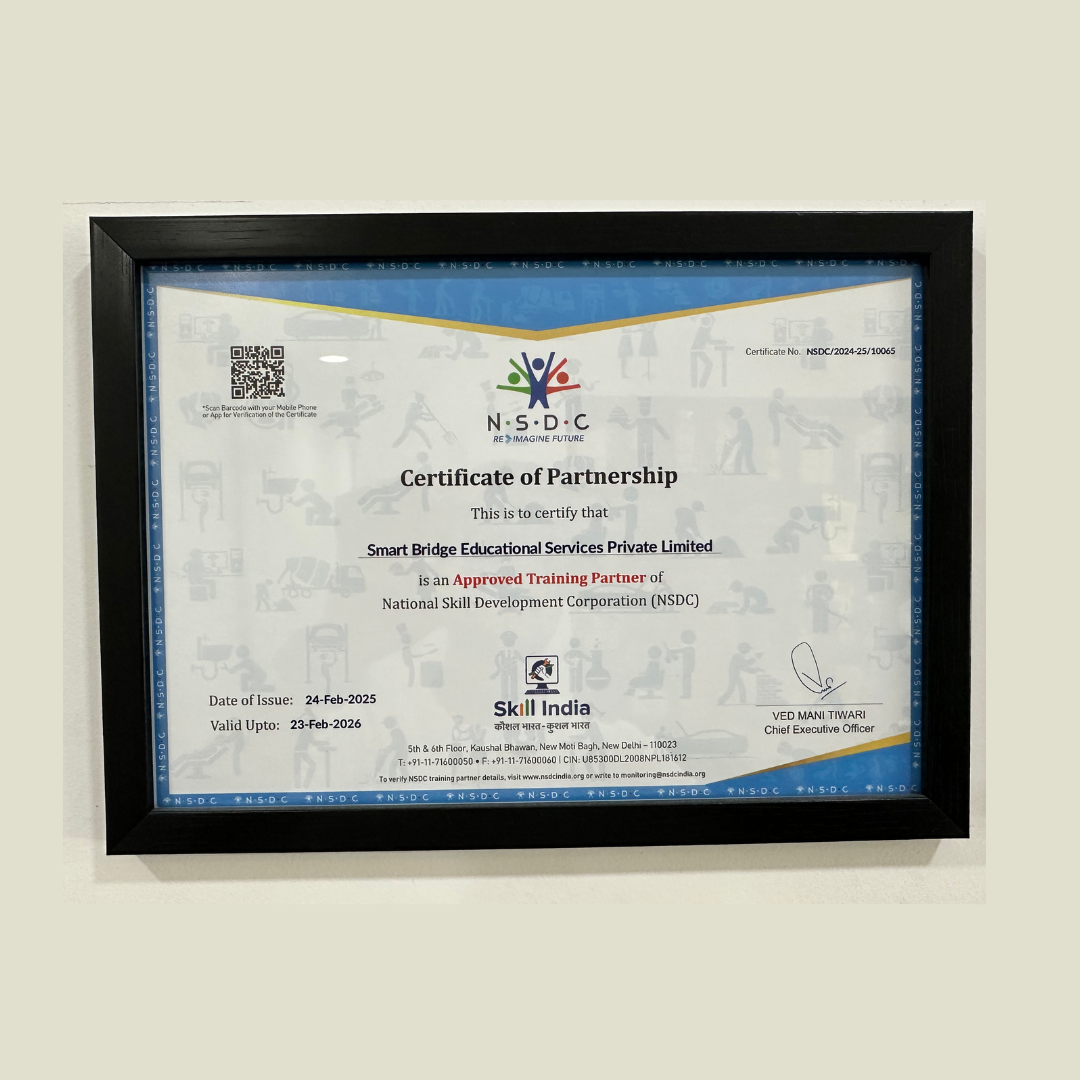 Certificate No. NSDC/2024-25/10065
*Scan Barcode with your Mobile Phone
or App for Verification of the Certificate
N·S·D·C
RE IMAGINE FUTURE
Certificate of Partnership
This is to certify that
Smart Bridge Educational Services Private Limited
is an Approved Training Partner of
National Skill Development Corporation (NSDC)
Date of Issue: 24-Feb-2025
Valid Upto: 23-Feb-2026
Skill India
कौशल भारत - कुशल भारत
VED MANI TIWARI
Chief Executive Officer
5th & 6th Floor, Kaushal Bhawan, New Moti Bagh, New Delhi – 110023
T: +91-11-71600050 • F: +91-11-71600060 | CIN: U85300DL2008NPL181612
To verify NSDC training partner details, visit www.nsdcindia.org or write to monitoring@nsdcindia.org
N·S·D·C N·S·D·C N·S·D·C N·S·D·C N·S·D·C N·S·D·C N·S·D·C N·S·D·C N·S·D·C N·S·D·C N·S·D·C